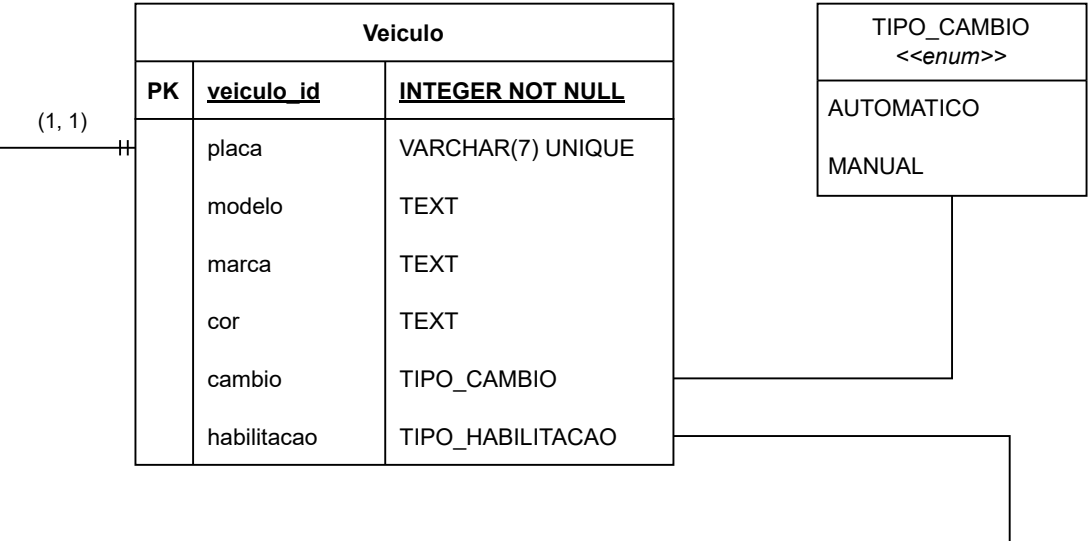 Veiculo
PK veiculo_id INTEGER NOT NULL
(1, 1)
placa VARCHAR(7) UNIQUE
modelo TEXT
marca TEXT
cor TEXT
cambio TIPO_CAMBIO
habilitacao TIPO_HABILITACAO
TIPO_CAMBIO
<<enum>>
AUTOMATICO
MANUAL